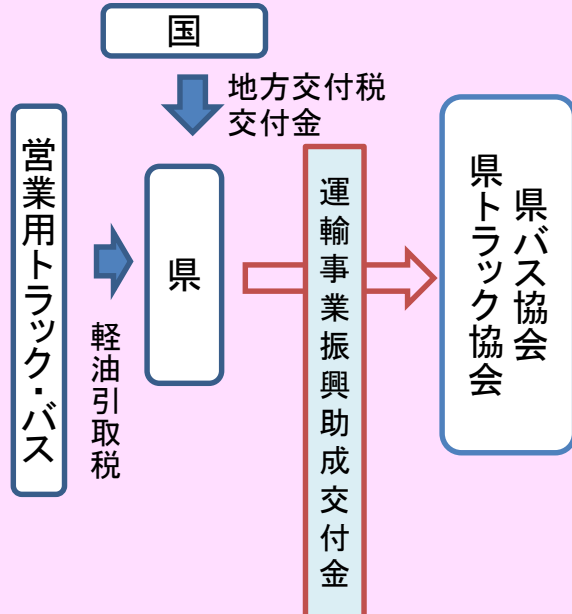 国
地方交付税
交付金
営業用トラック・バス
軽油引取税
県
運輸事業振興助成交付金
県バス協会
県トラック協会